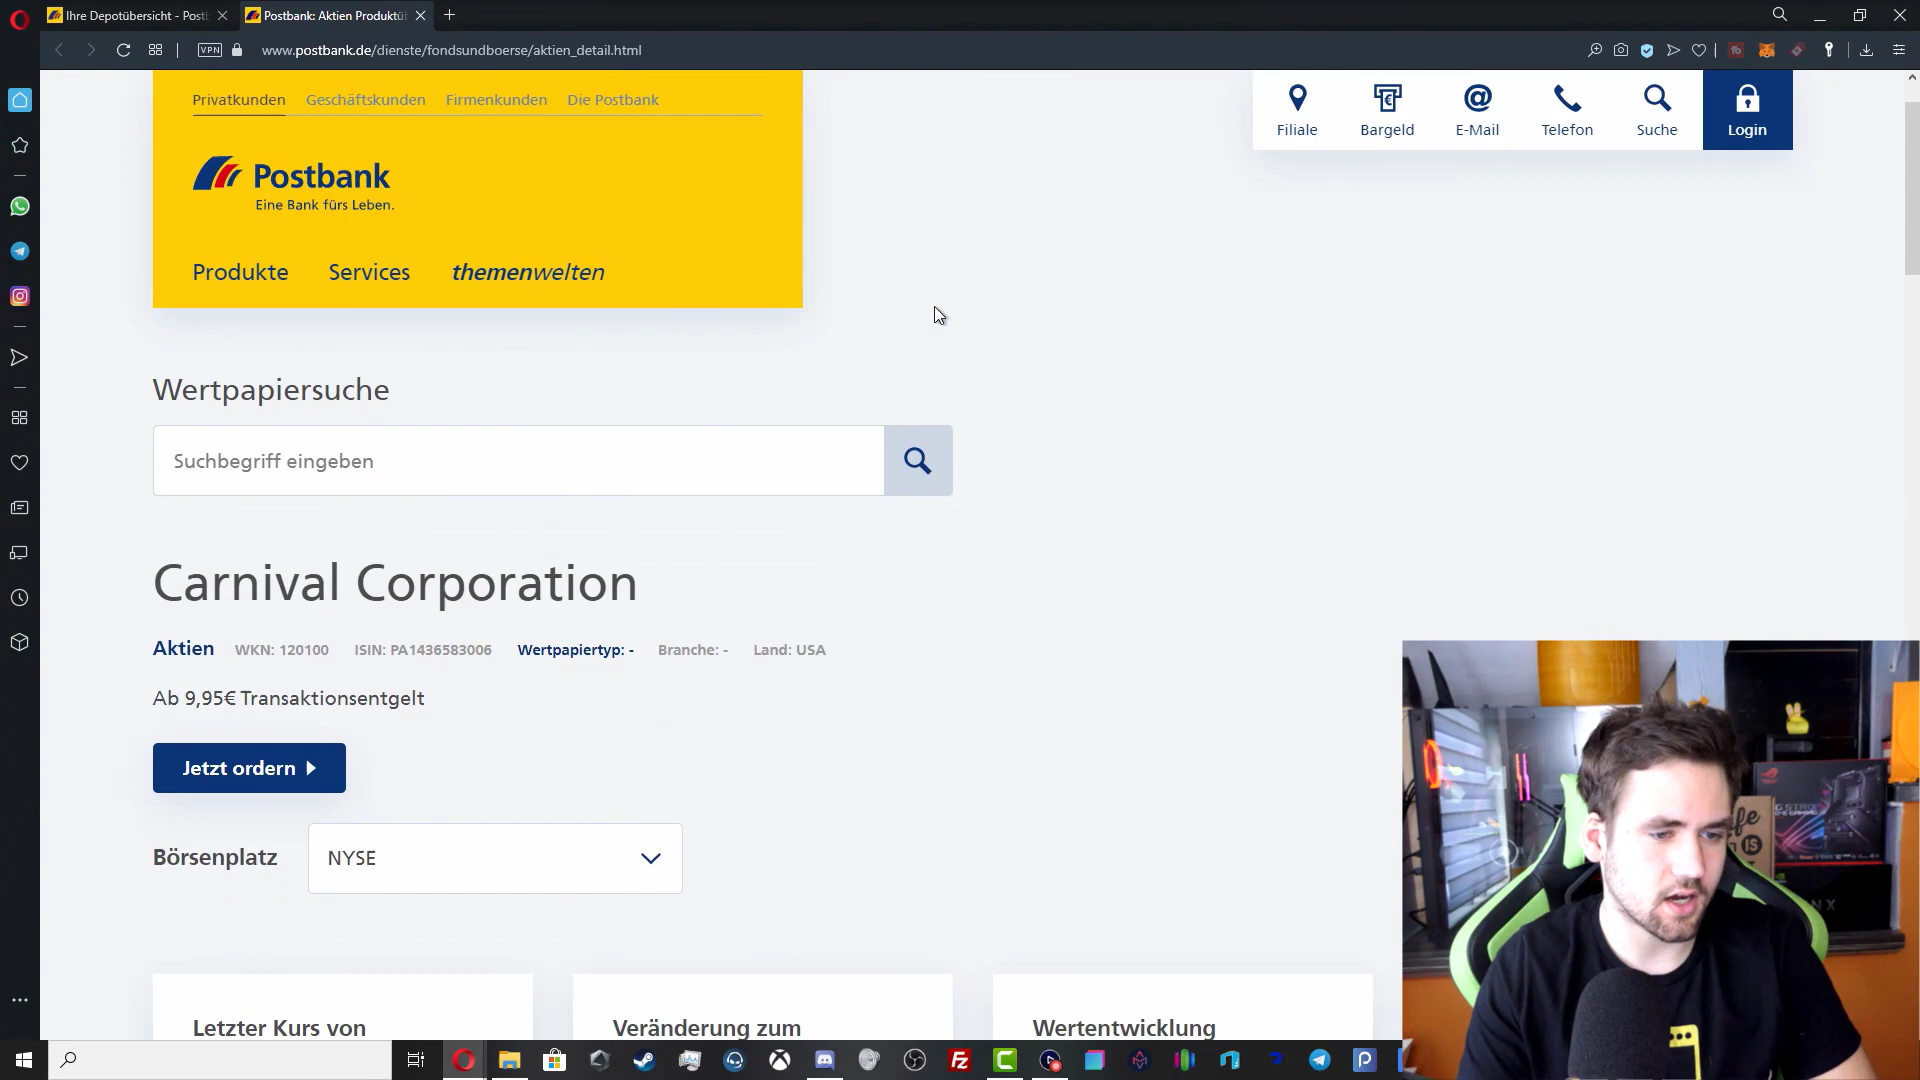 Ihre Depotübersicht - Postb
Postbank: Aktien Produktü
VPN
www.postbank.de/dienste/fondsundboerse/aktien_detail.html
Privatkunden Geschäftskunden Firmenkunden Die Postbank
Filiale Bargeld E-Mail Telefon Suche Login
Postbank
Eine Bank fürs Leben.
Produkte Services themenwelten
Wertpapiersuche
Suchbegriff eingeben
Carnival Corporation
Aktien WKN: 120100 ISIN: PA1436583006 Wertpapiertyp: - Branche: - Land: USA
Ab 9,95€ Transaktionsentgelt
Jetzt ordern
Börsenplatz NYSE
Letzter Kurs von Veränderung zum Wertentwicklung